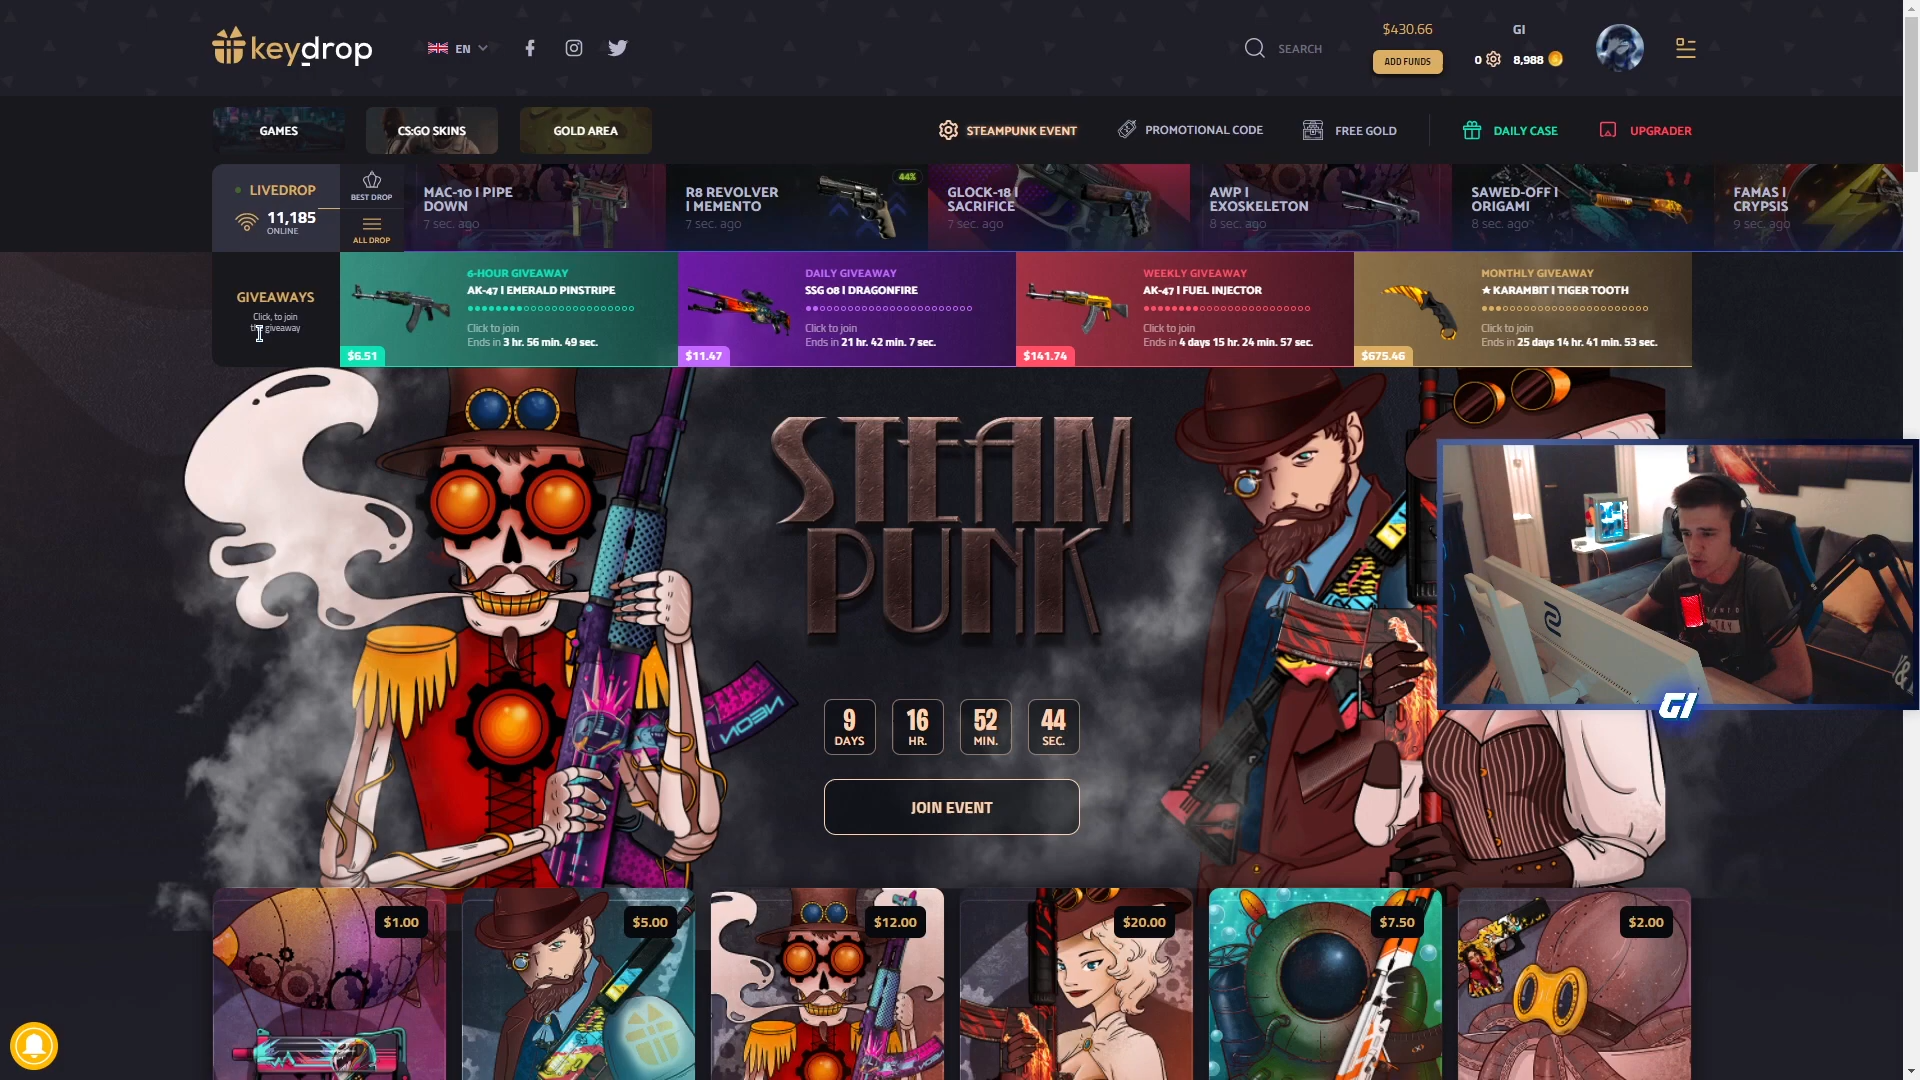 keydrop
EN
SEARCH
$430.66
ADD FUNDS
GI
0
8,988
GAMES
CS:GO SKINS
GOLD AREA
STEAMPUNK EVENT
PROMOTIONAL CODE
FREE GOLD
DAILY CASE
UPGRADER
LIVEDROP
11,185
ONLINE
BEST DROP
ALL DROP
MAC-10 | PIPE
DOWN
7 sec. ago
R8 REVOLVER
| MEMENTO
7 sec. ago
44%
GLOCK-18 |
SACRIFICE
7 sec. ago
AWP |
EXOSKELETON
8 sec. ago
SAWED-OFF |
ORIGAMI
8 sec. ago
FAMAS |
CRYPSIS
9 sec. ago
GIVEAWAYS
Click, to join
the giveaway
6-HOUR GIVEAWAY
AK-47 | EMERALD PINSTRIPE
Click to join
Ends in 3 hr. 56 min. 49 sec.
$6.51
DAILY GIVEAWAY
SSG 08 | DRAGONFIRE
Click to join
Ends in 21 hr. 42 min. 7 sec.
$11.47
WEEKLY GIVEAWAY
AK-47 | FUEL INJECTOR
Click to join
Ends in 4 days 15 hr. 24 min. 57 sec.
$141.74
MONTHLY GIVEAWAY
★ KARAMBIT | TIGER TOOTH
Click to join
Ends in 25 days 14 hr. 41 min. 53 sec.
$675.46
STEAM
PUNK
NEON
9
DAYS
16
HR.
52
MIN.
44
SEC.
JOIN EVENT
GI
$1.00
$5.00
$12.00
$20.00
$7.50
$2.00